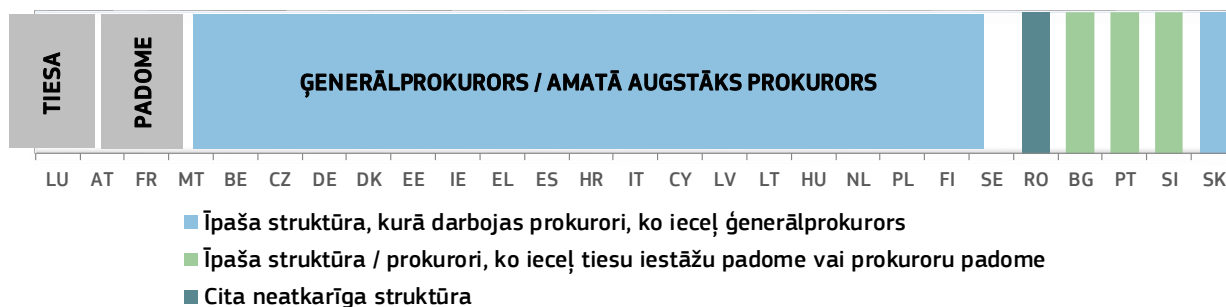 TIESA
PADOME
ĢENERĀLPROKURORS / AMATĀ AUGSTĀKS PROKURORS
LU AT FR MT BE CZ DE DK EE IE EL ES HR IT CY LV LT HU NL PL FI SE RO BG PT SI SK
Īpaša struktūra, kurā darbojas prokurori, ko ieceļ ģenerālprokurors
Īpaša struktūra / prokurori, ko ieceļ tiesu iestāžu padome vai prokuroru padome
Cita neatkarīga struktūra